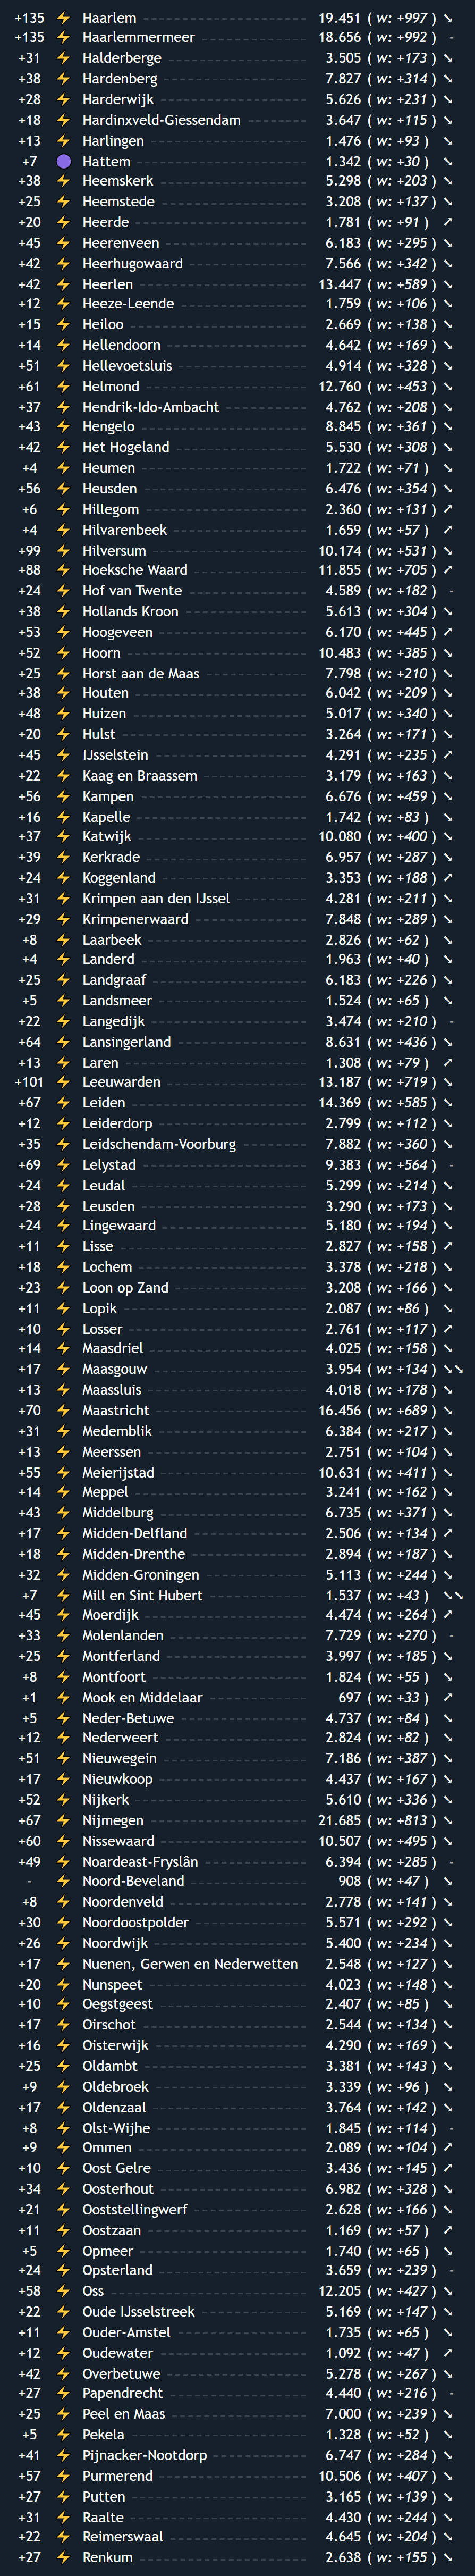 +135 ⚡ Haarlem 19.451 ( w: +997) ↘
+135 ⚡ Haarlemmermeer 18.656 ( w: +992) -
+31 ⚡ Halderberge 3.505 ( w: +173 ) ↘
+38 ⚡ Hardenberg 7.827 ( w: +314 ) ↘
+28 ⚡ Harderwijk 5.626 ( w: +231 ) ↘
+18 ⚡ Hardinxveld-Giessendam 3.647 ( w: +115 ) ↘
+13 ⚡ Harlingen 1.476 ( w: +93 ) ↘
+7 🟣 Hattem 1.342 ( w: +30 ) ↘
+38 ⚡ Heemskerk 5.298 ( w: +203 ) ↘
+25 ⚡ Heemstede 3.208 ( w: +137 ) ↘
+20 ⚡ Heerde 1.781 ( w: +91 ) ↗
+45 ⚡ Heerenveen 6.183 ( w: +295 ) ↘
+42 ⚡ Heerhugowaard 7.566 ( w: +342 ) ↘
+42 ⚡ Heerlen 13.447 ( w: +589 ) ↘
+12 ⚡ Heeze-Leende 1.759 ( w: +106 ) ↘
+15 ⚡ Heiloo 2.669 ( w: +138 ) ↘
+14 ⚡ Hellendoorn 4.642 ( w: +169 ) ↘
+51 ⚡ Hellevoetsluis 4.914 ( w: +328 ) ↘
+61 ⚡ Helmond 12.760 ( w: +453 ) ↘
+37 ⚡ Hendrik-Ido-Ambacht 4.762 ( w: +208 ) ↘
+43 ⚡ Hengelo 8.845 ( w: +361 ) ↘
+42 ⚡ Het Hogeland 5.530 ( w: +308 ) ↘
+4 ⚡ Heumen 1.722 ( w: +71 ) ↘
+56 ⚡ Heusden 6.476 ( w: +354 ) ↘
+6 ⚡ Hillegom 2.360 ( w: +131 ) ↗
+4 ⚡ Hilvarenbeek 1.659 ( w: +57 ) ↗
+99 ⚡ Hilversum 10.174 ( w: +531 ) ↘
+88 ⚡ Hoeksche Waard 11.855 ( w: +705 ) ↗
+24 ⚡ Hof van Twente 4.589 ( w: +182 ) -
+38 ⚡ Hollands Kroon 5.613 ( w: +304 ) ↘
+53 ⚡ Hoogeveen 6.170 ( w: +445 ) ↗
+52 ⚡ Hoorn 10.483 ( w: +385 ) ↘
+25 ⚡ Horst aan de Maas 7.798 ( w: +210 ) ↘
+38 ⚡ Houten 6.042 ( w: +209 ) ↘
+48 ⚡ Huizen 5.017 ( w: +340 ) ↘
+20 ⚡ Hulst 3.264 ( w: +171 ) ↘
+45 ⚡ IJsselstein 4.291 ( w: +235 ) ↗
+22 ⚡ Kaag en Braassem 3.179 ( w: +163 ) ↘
+56 ⚡ Kampen 6.676 ( w: +459 ) ↘
+16 ⚡ Kapelle 1.742 ( w: +83 ) ↘
+37 ⚡ Katwijk 10.080 ( w: +400 ) ↘
+39 ⚡ Kerkrade 6.957 ( w: +287 ) ↘
+24 ⚡ Koggenland 3.353 ( w: +188 ) ↗
+31 ⚡ Krimpen aan den IJssel 4.281 ( w: +211 ) ↘
+29 ⚡ Krimpenerwaard 7.848 ( w: +289 ) ↘
+8 ⚡ Laarbeek 2.826 ( w: +62 ) ↘
+4 ⚡ Landerd 1.963 ( w: +40 ) ↘
+25 ⚡ Landgraaf 6.183 ( w: +226 ) ↘
+5 ⚡ Landsmeer 1.524 ( w: +65 ) ↘
+22 ⚡ Langedijk 3.474 ( w: +210 ) -
+64 ⚡ Lansingerland 8.631 ( w: +436 ) ↘
+13 ⚡ Laren 1.308 ( w: +79 ) ↗
+101 ⚡ Leeuwarden 13.187 ( w: +719 ) ↘
+67 ⚡ Leiden 14.369 ( w: +585 ) ↘
+12 ⚡ Leiderdorp 2.799 ( w: +112 ) ↘
+35 ⚡ Leidschendam-Voorburg 7.882 ( w: +360 ) ↘
+69 ⚡ Lelystad 9.383 ( w: +564 ) -
+24 ⚡ Leudal 5.299 ( w: +214 ) ↘
+28 ⚡ Leusden 3.290 ( w: +173 ) ↘
+24 ⚡ Lingewaard 5.180 ( w: +194 ) ↘
+11 ⚡ Lisse 2.827 ( w: +158 ) ↗
+18 ⚡ Lochem 3.378 ( w: +218 ) ↘
+23 ⚡ Loon op Zand 3.208 ( w: +166 ) ↘
+11 ⚡ Lopik 2.087 ( w: +86 ) ↘
+10 ⚡ Losser 2.761 ( w: +117 ) ↗
+14 ⚡ Maasdriel 4.025 ( w: +158 ) ↘
+17 ⚡ Maasgouw 3.954 ( w: +134 ) ↘↘
+13 ⚡ Maassluis 4.018 ( w: +178 ) ↘
+70 ⚡ Maastricht 16.456 ( w: +689 ) ↘
+31 ⚡ Medemblik 6.384 ( w: +217 ) ↘
+13 ⚡ Meerssen 2.751 ( w: +104 ) ↘
+55 ⚡ Meierijstad 10.631 ( w: +411 ) ↘
+14 ⚡ Meppel 3.241 ( w: +162 ) ↘
+43 ⚡ Middelburg 6.735 ( w: +371 ) ↘
+17 ⚡ Midden-Delfland 2.506 ( w: +134 ) ↗
+18 ⚡ Midden-Drenthe 2.894 ( w: +187 ) ↘
+32 ⚡ Midden-Groningen 5.113 ( w: +244 ) ↘
+7 ⚡ Mill en Sint Hubert 1.537 ( w: +43 ) ↘↘
+45 ⚡ Moerdijk 4.474 ( w: +264 ) ↗
+33 ⚡ Molenlanden 7.729 ( w: +270 ) -
+25 ⚡ Montferland 3.997 ( w: +185 ) ↘
+8 ⚡ Montfoort 1.824 ( w: +55 ) ↘
+1 ⚡ Mook en Middelaar 697 ( w: +33 ) ↗
+5 ⚡ Neder-Betuwe 4.737 ( w: +84 ) ↘
+12 ⚡ Nederweert 2.824 ( w: +82 ) ↘
+51 ⚡ Nieuwegein 7.186 ( w: +387 ) ↘
+17 ⚡ Nieuwkoop 4.437 ( w: +167 ) ↘
+52 ⚡ Nijkerk 5.610 ( w: +336 ) ↘
+67 ⚡ Nijmegen 21.685 ( w: +813 ) ↘
+60 ⚡ Nissewaard 10.507 ( w: +495 ) ↘
+49 ⚡ Noardeast-Fryslân 6.394 ( w: +285 ) -
- ⚡ Noord-Beveland 908 ( w: +47 ) ↘
+8 ⚡ Noordenveld 2.778 ( w: +141 ) ↘
+30 ⚡ Noordoostpolder 5.571 ( w: +292 ) ↘
+26 ⚡ Noordwijk 5.400 ( w: +234 ) ↘
+17 ⚡ Nuenen, Gerwen en Nederwetten 2.548 ( w: +127 ) ↘
+20 ⚡ Nunspeet 4.023 ( w: +148 ) ↘
+10 ⚡ Oegstgeest 2.407 ( w: +85 ) ↘
+17 ⚡ Oirschot 2.544 ( w: +134 ) ↘
+16 ⚡ Oisterwijk 4.290 ( w: +169 ) ↘
+25 ⚡ Oldambt 3.381 ( w: +143 ) ↘
+9 ⚡ Oldebroek 3.339 ( w: +96 ) ↘
+17 ⚡ Oldenzaal 3.764 ( w: +142 ) ↘
+8 ⚡ Olst-Wijhe 1.845 ( w: +114 ) -
+9 ⚡ Ommen 2.089 ( w: +104 ) ↗
+10 ⚡ Oost Gelre 3.436 ( w: +145 ) ↗
+34 ⚡ Oosterhout 6.982 ( w: +328 ) ↘
+21 ⚡ Ooststellingwerf 2.628 ( w: +166 ) ↘
+11 ⚡ Oostzaan 1.169 ( w: +57 ) ↗
+5 ⚡ Opmeer 1.740 ( w: +65 ) ↘
+24 ⚡ Opsterland 3.659 ( w: +239 ) -
+58 ⚡ Oss 12.205 ( w: +427 ) ↘
+22 ⚡ Oude IJsselstreek 5.169 ( w: +147 ) ↘
+11 ⚡ Ouder-Amstel 1.735 ( w: +65 ) ↘
+12 ⚡ Oudewater 1.092 ( w: +47 ) ↗
+42 ⚡ Overbetuwe 5.278 ( w: +267 ) ↘
+27 ⚡ Papendrecht 4.440 ( w: +216 ) -
+25 ⚡ Peel en Maas 7.000 ( w: +239 ) ↘
+5 ⚡ Pekela 1.328 ( w: +52 ) ↘
+41 ⚡ Pijnacker-Nootdorp 6.747 ( w: +284 ) ↘
+57 ⚡ Purmerend 10.506 ( w: +407 ) ↘
+27 ⚡ Putten 3.165 ( w: +139 ) ↘
+31 ⚡ Raalte 4.430 ( w: +244 ) ↘
+22 ⚡ Reimerswaal 4.645 ( w: +204 ) ↘
+27 ⚡ Renkum 2.638 ( w: +155 ) ↘